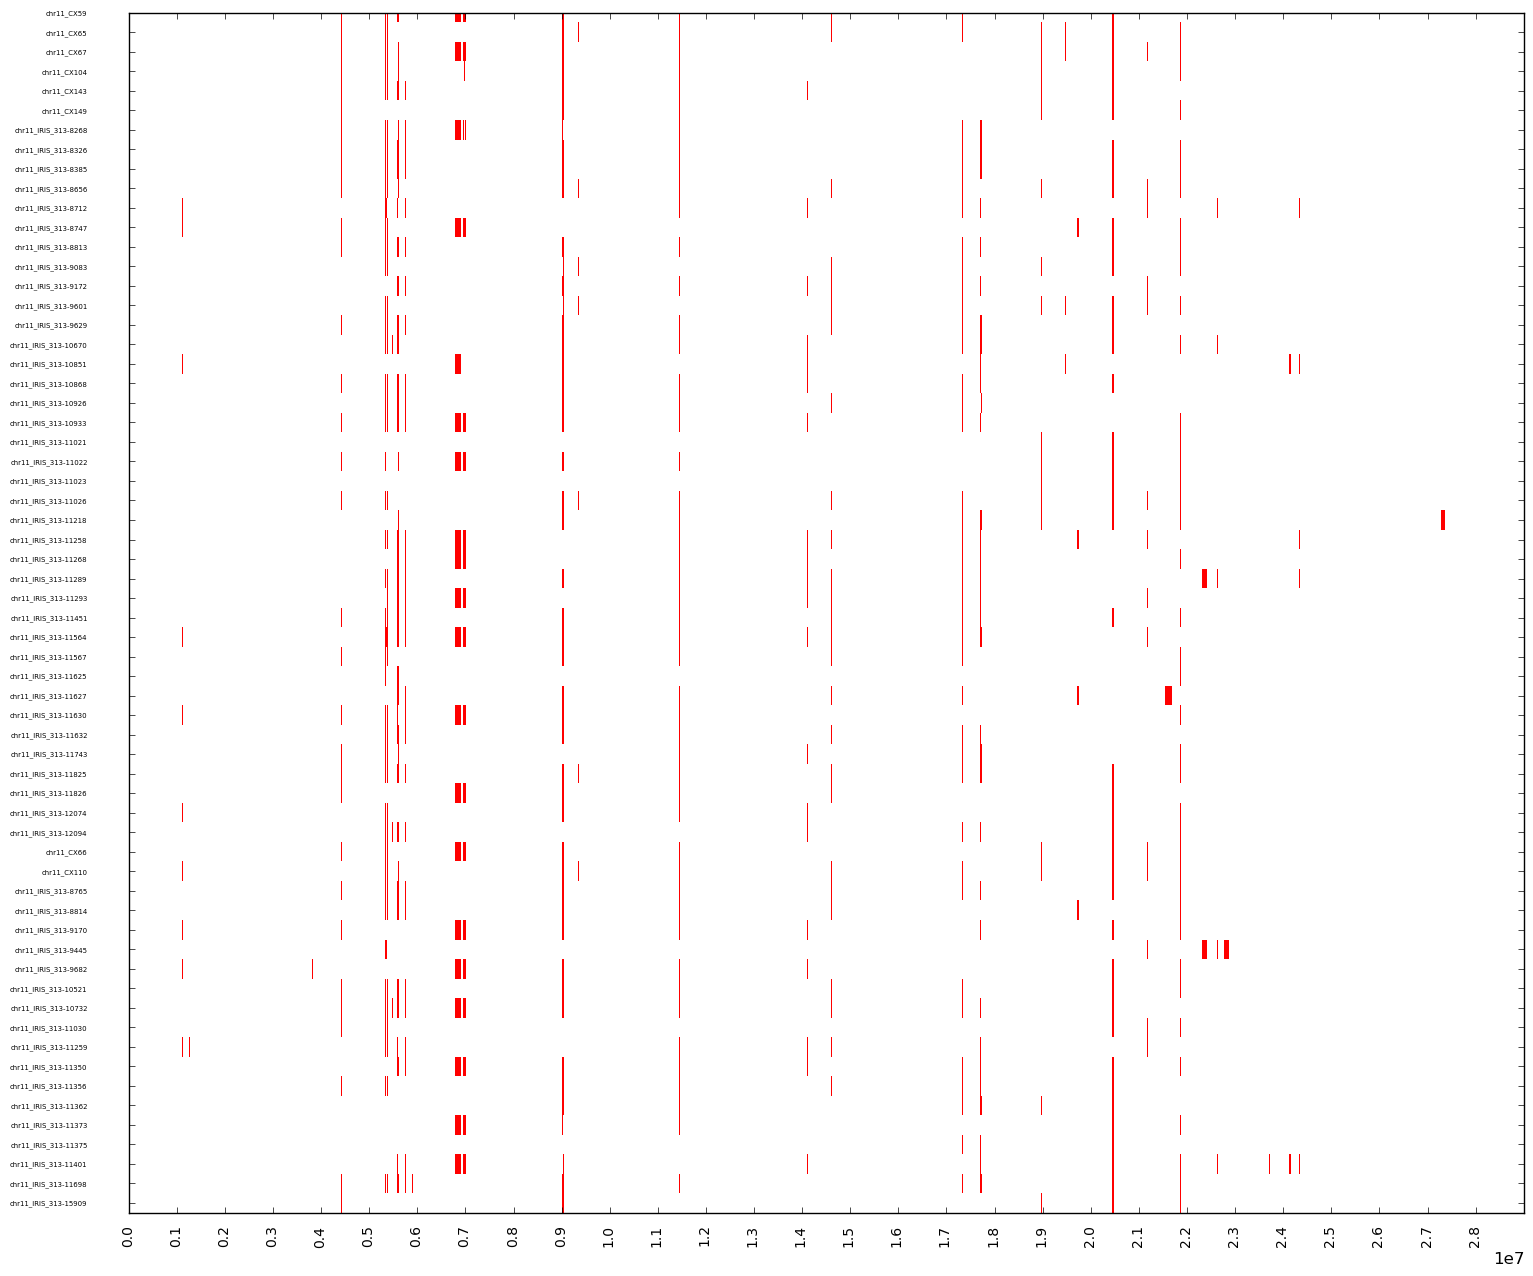 chr11_CX59
chr11_CX65
chr11_CX67
chr11_CX104
chr11_CX143
chr11_CX149
chr11_IRIS_313-8268
chr11_IRIS_313-8326
chr11_IRIS_313-8385
chr11_IRIS_313-8656
chr11_IRIS_313-8712
chr11_IRIS_313-8747
chr11_IRIS_313-8813
chr11_IRIS_313-9083
chr11_IRIS_313-9172
chr11_IRIS_313-9601
chr11_IRIS_313-9629
chr11_IRIS_313-10670
chr11_IRIS_313-10851
chr11_IRIS_313-10868
chr11_IRIS_313-10926
chr11_IRIS_313-10933
chr11_IRIS_313-11021
chr11_IRIS_313-11022
chr11_IRIS_313-11023
chr11_IRIS_313-11026
chr11_IRIS_313-11218
chr11_IRIS_313-11258
chr11_IRIS_313-11268
chr11_IRIS_313-11289
chr11_IRIS_313-11293
chr11_IRIS_313-11451
chr11_IRIS_313-11564
chr11_IRIS_313-11567
chr11_IRIS_313-11625
chr11_IRIS_313-11627
chr11_IRIS_313-11630
chr11_IRIS_313-11632
chr11_IRIS_313-11743
chr11_IRIS_313-11825
chr11_IRIS_313-11826
chr11_IRIS_313-12074
chr11_IRIS_313-12094
chr11_CX66
chr11_CX110
chr11_IRIS_313-8765
chr11_IRIS_313-8814
chr11_IRIS_313-9170
chr11_IRIS_313-9445
chr11_IRIS_313-9682
chr11_IRIS_313-10521
chr11_IRIS_313-10732
chr11_IRIS_313-11030
chr11_IRIS_313-11259
chr11_IRIS_313-11350
chr11_IRIS_313-11356
chr11_IRIS_313-11362
chr11_IRIS_313-11373
chr11_IRIS_313-11375
chr11_IRIS_313-11401
chr11_IRIS_313-11698
chr11_IRIS_313-15909
0.0 0.1 0.2 0.3 0.4 0.5 0.6 0.7 0.8 0.9 1.0 1.1 1.2 1.3 1.4 1.5 1.6 1.7 1.8 1.9 2.0 2.1 2.2 2.3 2.4 2.5 2.6 2.7 2.8
1e7